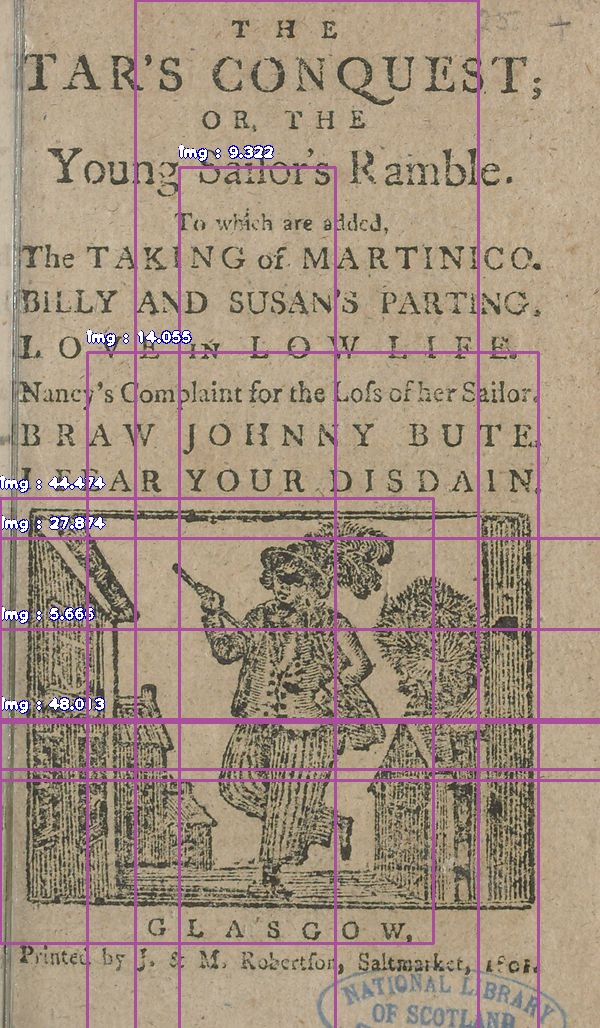 THE
TAR'S CONQUEST;
OR, THE
Young Sailor's Ramble.
To which are added,
The TAKING of MARTINICO.
BILLY AND SUSAN'S PARTING.
LOVE IN LOW LIFE.
Nancy's Complaint for the Loſs of her Sailor.
BRAW JOHNNY BUTE.
I FEAR YOUR DISDAIN.
GLASGOW,
Printed by J. & M. Robertſon, Saltmarket, 1801.
NATIONAL LIBRARY
OF SCOTLAND
img : 9.322
img : 14.055
img : 44.474
img : 27.874
img : 5.665
img : 48.013